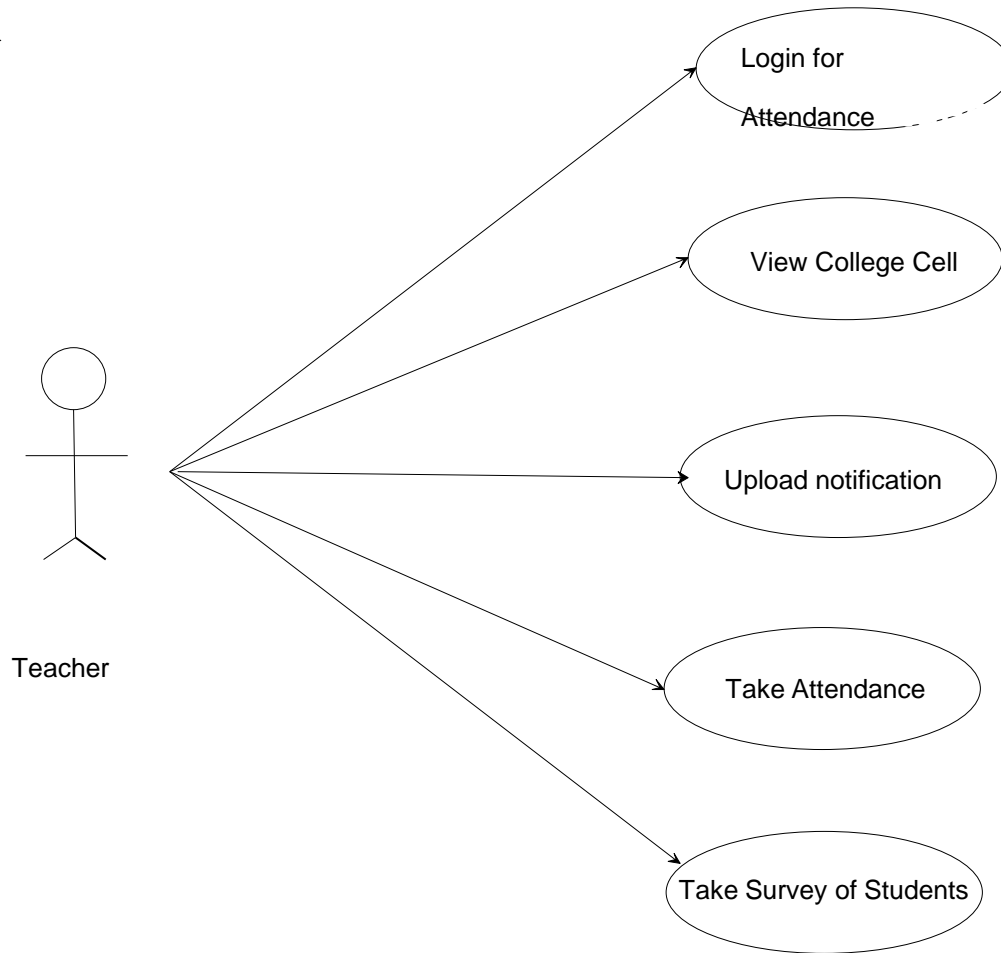 Login for
Attendance
View College Cell
Upload notification
Teacher
Take Attendance
Take Survey of Students